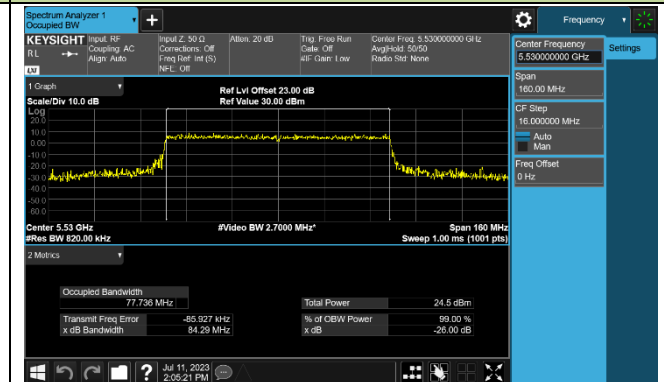 Spectrum Analyzer 1
Occupied BW
+
Frequency
KEYSIGHT
RL
LXI
Input: RF
Coupling: AC
Align: Auto
Input Z: 50 Ω
Corrections: Off
Freq Ref: Int (S)
NFE: Off
Atten: 20 dB
Trig: Free Run
Gate: Off
#IF Gain: Low
Center Freq: 5.530000000 GHz
Avg|Hold: 50/50
Radio Std: None
Center Frequency
5.530000000 GHz
Settings
Span
160.00 MHz
CF Step
16.000000 MHz
Auto
Man
Freq Offset
0 Hz
1 Graph
Scale/Div 10.0 dB
Ref Lvl Offset 23.00 dB
Ref Value 30.00 dBm
Log
20.0
10.0
0.00
-10.0
-20.0
-30.0
-40.0
-50.0
-60.0
Center 5.53 GHz
#Res BW 820.00 kHz
#Video BW 2.7000 MHz*
Span 160 MHz
Sweep 1.00 ms (1001 pts)
2 Metrics
Occupied Bandwidth
77.736 MHz
Total Power
24.5 dBm
Transmit Freq Error
-85.927 kHz
% of OBW Power
99.00 %
x dB Bandwidth
84.29 MHz
x dB
-26.00 dB
?
Jul 11, 2023
2:05:21 PM